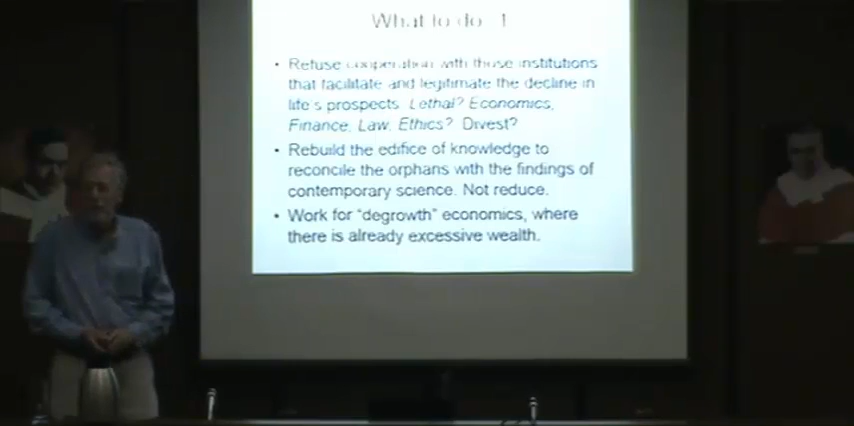 What to do 1
• Refuse cooperation with those institutions
that facilitate and legitimate the decline in
life's prospects. Lethal? Economics,
Finance, Law, Ethics? Divest?
• Rebuild the edifice of knowledge to
reconcile the orphans with the findings of
contemporary science. Not reduce.
• Work for "degrowth" economics, where
there is already excessive wealth.